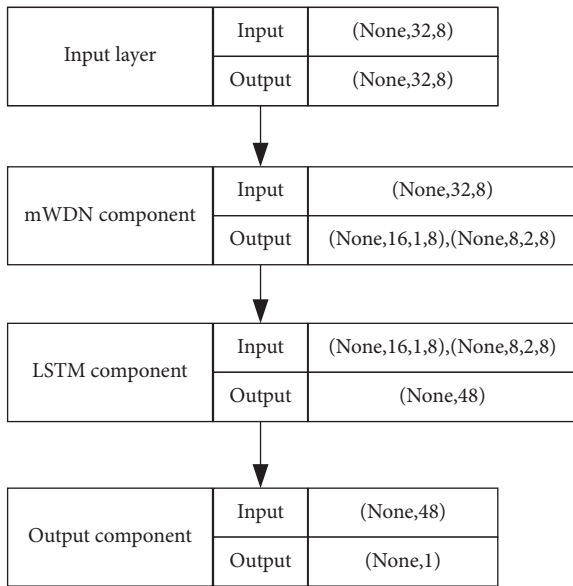 Input layer
Input
(None,32,8)
Output
(None,32,8)
mWDN component
Input
(None,32,8)
Output
(None,16,1,8),(None,8,2,8)
LSTM component
Input
(None,16,1,8),(None,8,2,8)
Output
(None,48)
Output component
Input
(None,48)
Output
(None,1)